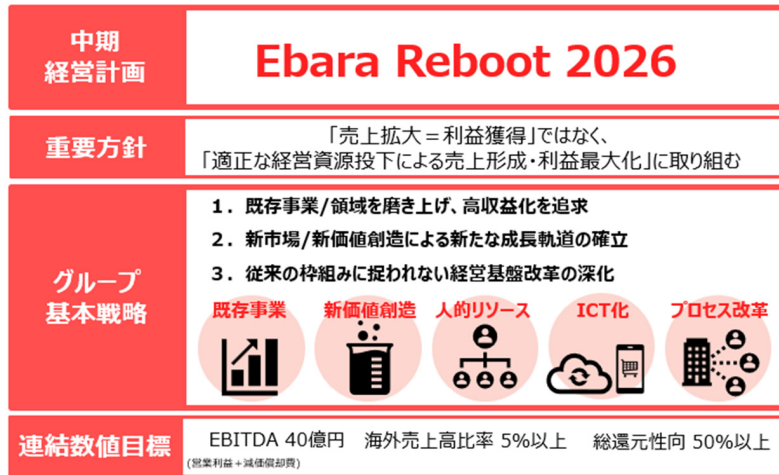 中期
経営計画
Ebara Reboot 2026
重要方針
「売上拡大＝利益獲得」ではなく、
「適正な経営資源投下による売上形成・利益最大化」に取り組む
グループ
基本戦略
1．既存事業/領域を磨き上げ、高収益化を追求
2．新市場/新価値創造による新たな成長軌道の確立
3．従来の枠組みに捉われない経営基盤改革の深化
既存事業
新価値創造
人的リソース
ICT化
プロセス改革
連結数値目標
EBITDA 40億円 海外売上高比率 5%以上 総還元性向 50%以上
(営業利益＋減価償却費)